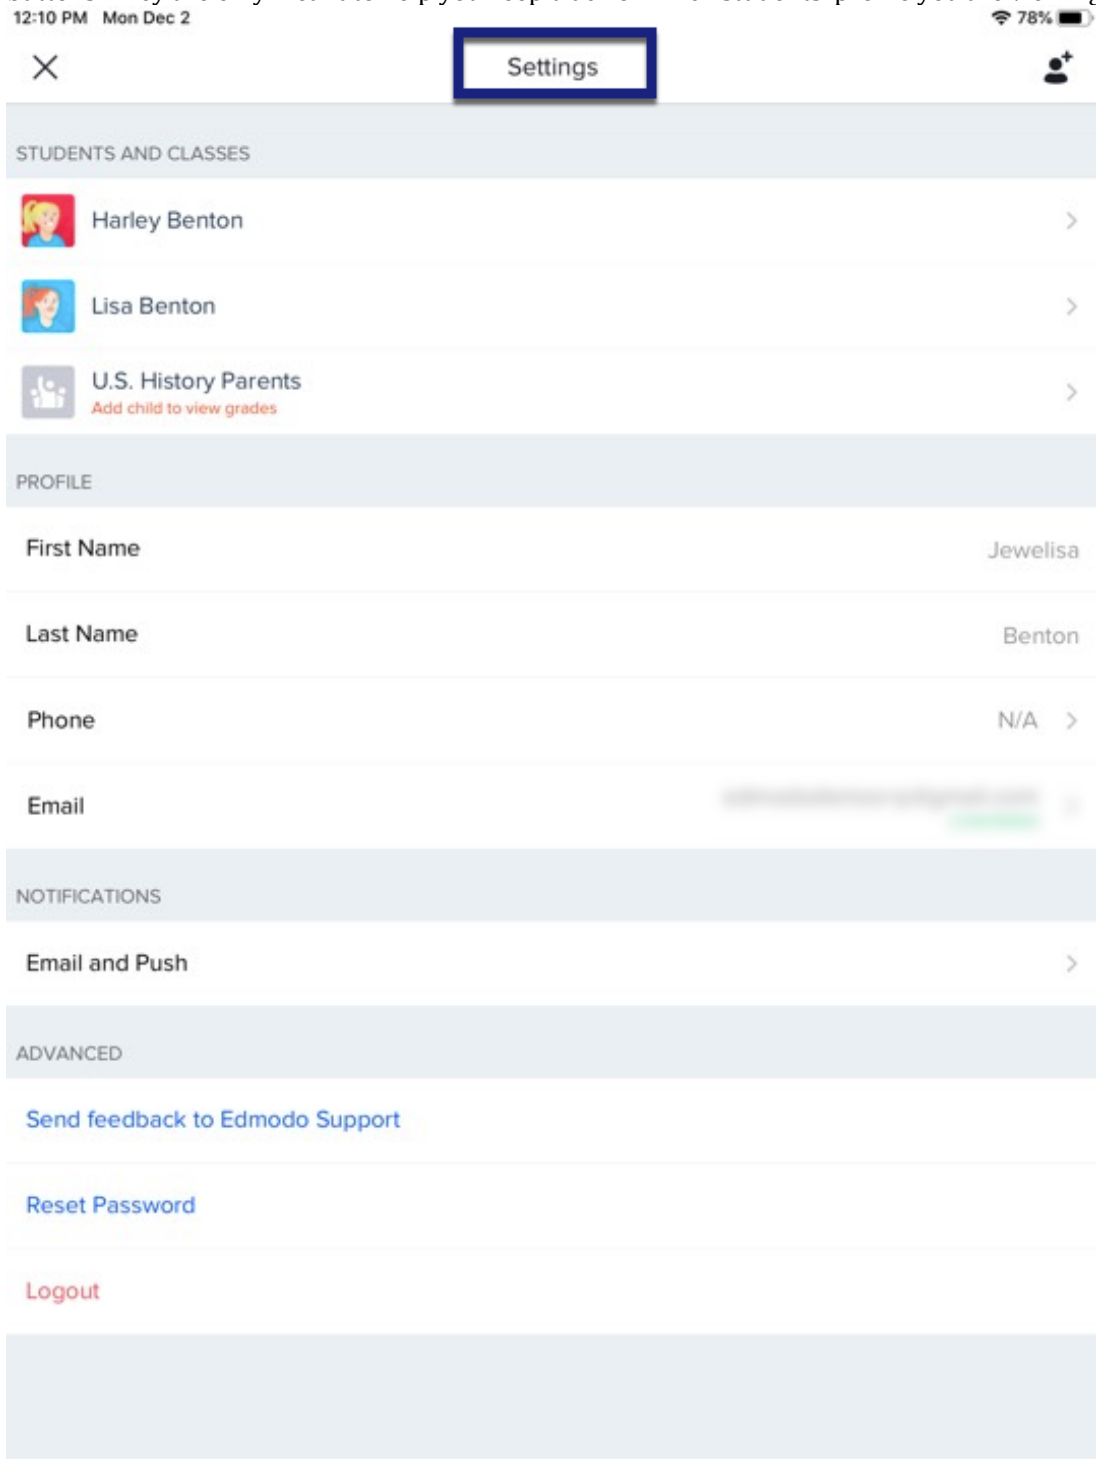 12:10 PM Mon Dec 2
78%
Settings
STUDENTS AND CLASSES
Harley Benton
Lisa Benton
U.S. History Parents
Add child to view grades
PROFILE
First Name Jewelisa
Last Name Benton
Phone N/A
Email
NOTIFICATIONS
Email and Push
ADVANCED
Send feedback to Edmodo Support
Reset Password
Logout